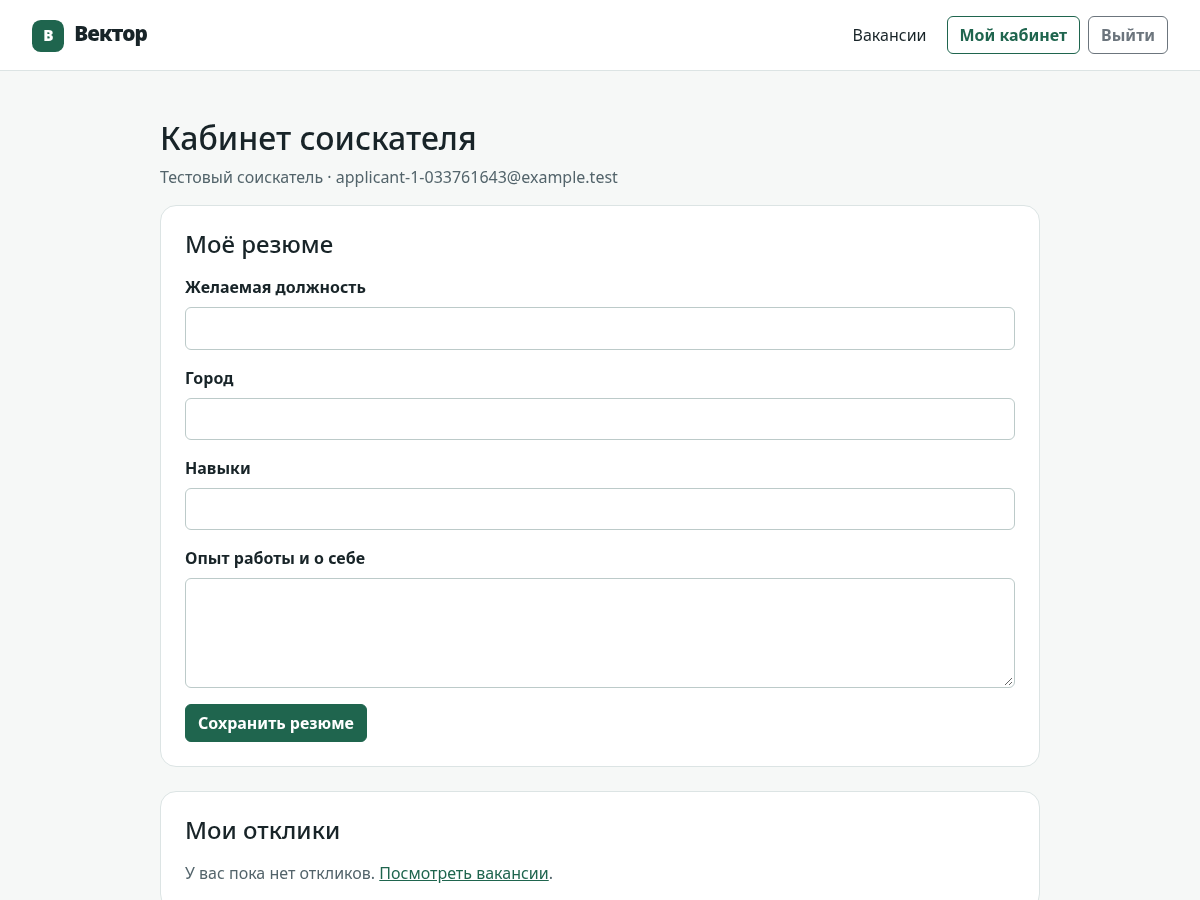 В Вектор
Вакансии Мой кабинет Выйти
Кабинет соискателя
Тестовый соискатель · applicant-1-033761643@example.test
Моё резюме
Желаемая должность
Город
Навыки
Опыт работы и о себе
Сохранить резюме
Мои отклики
У вас пока нет откликов. Посмотреть вакансии.